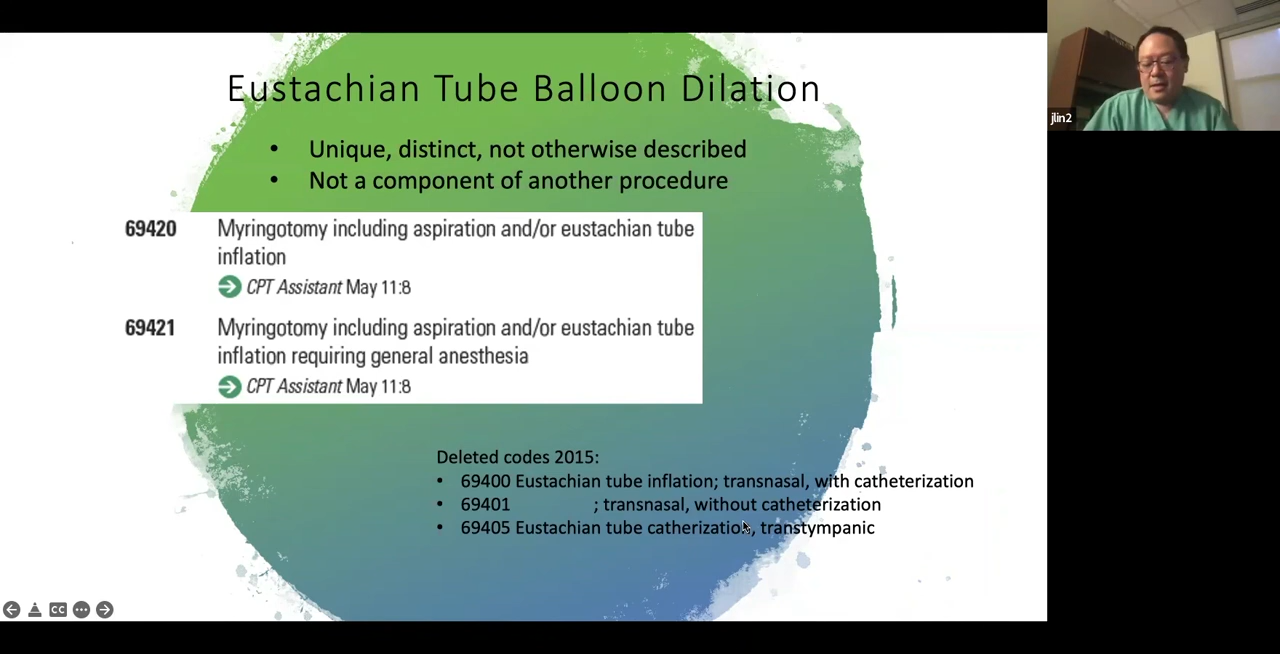 Eustachian Tube Balloon Dilation
• Unique, distinct, not otherwise described
• Not a component of another procedure
69420 Myringotomy including aspiration and/or eustachian tube
inflation
CPT Assistant May 11:8
69421 Myringotomy including aspiration and/or eustachian tube
inflation requiring general anesthesia
CPT Assistant May 11:8
Deleted codes 2015:
• 69400 Eustachian tube inflation; transnasal, with catheterization
• 69401 ; transnasal, without catheterization
• 69405 Eustachian tube catherization, transtympanic
CC
jlin2